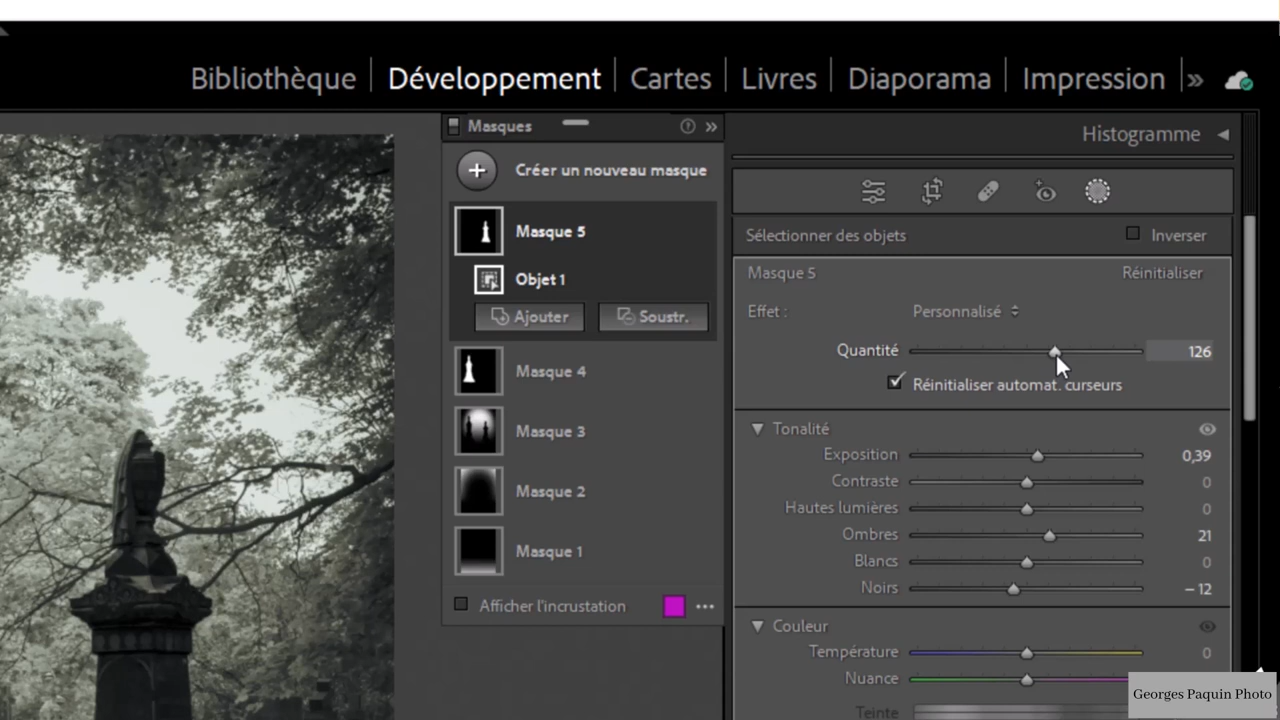 Bibliothèque Développement Cartes Livres Diaporama Impression »
Masques ? »
Histogramme
Créer un nouveau masque
Masque 5
Objet 1
Ajouter Soustr.
Masque 4
Masque 3
Masque 2
Masque 1
Afficher l'incrustation
Sélectionner des objets Inverser
Masque 5 Réinitialiser
Effet : Personnalisé
Quantité 126
Réinitialiser automat. curseurs
Tonalité
Exposition 0,39
Contraste 0
Hautes lumières 0
Ombres 21
Blancs 0
Noirs – 12
Couleur
Température 0
Nuance
Teinte
Georges Paquin Photo